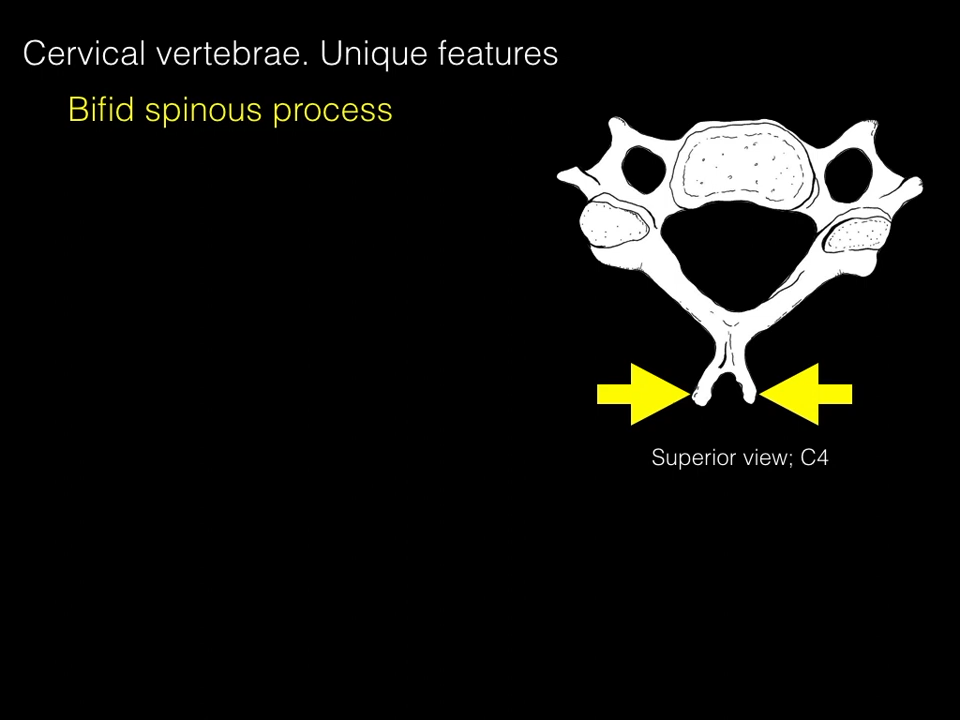 Cervical vertebrae. Unique features
Bifid spinous process
Superior view; C4